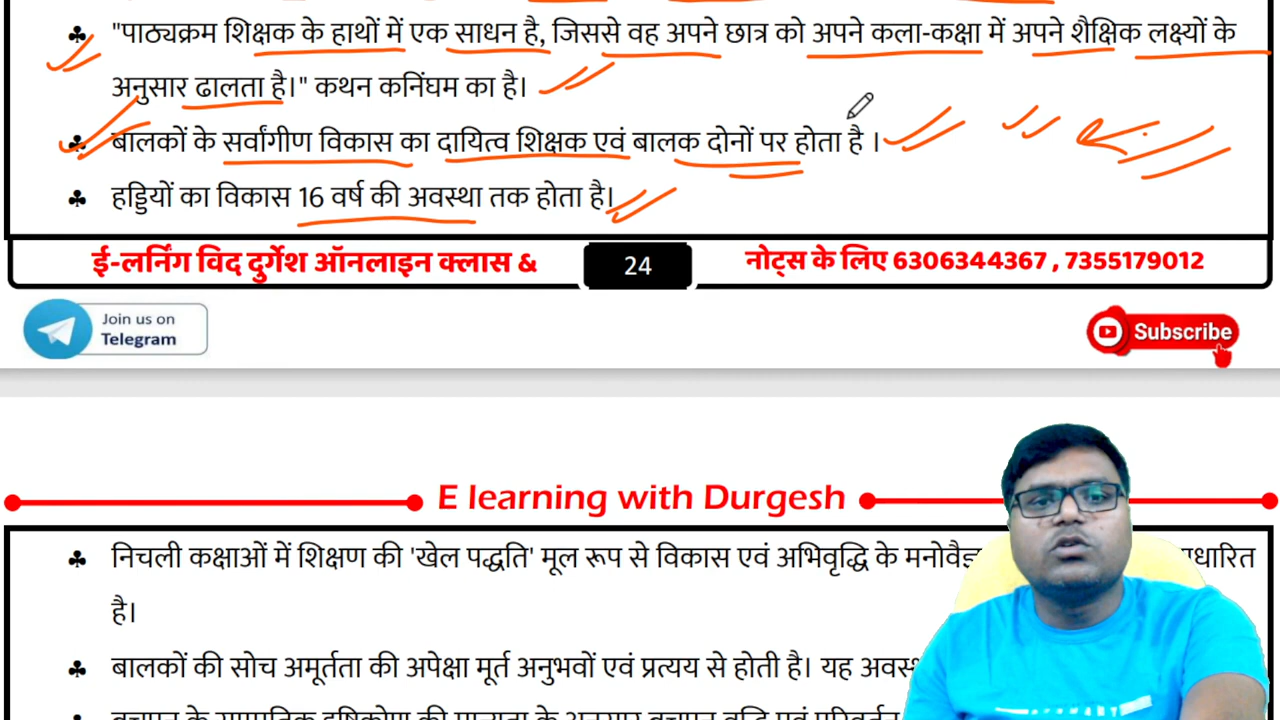 "पाठ्यक्रम शिक्षक के हाथों में एक साधन है, जिससे वह अपने छात्र को अपने कला-कक्षा में अपने शैक्षिक लक्ष्यों के
अनुसार ढालता है।" कथन कनिंघम का है।
बालकों के सर्वांगीण विकास का दायित्व शिक्षक एवं बालक दोनों पर होता है ।
हड्डियों का विकास 16 वर्ष की अवस्था तक होता है।
ई-लर्निंग विद दुर्गेश ऑनलाइन क्लास & 24 नोट्स के लिए 6306344367 , 7355179012
Join us on
Telegram
Subscribe
E learning with Durgesh
निचली कक्षाओं में शिक्षण की 'खेल पद्धति' मूल रूप से विकास एवं अभिवृद्धि के
है।
बालकों की सोच अमूर्तता की अपेक्षा मूर्त अनुभवों एवं प्रत्यय से होती है। यह